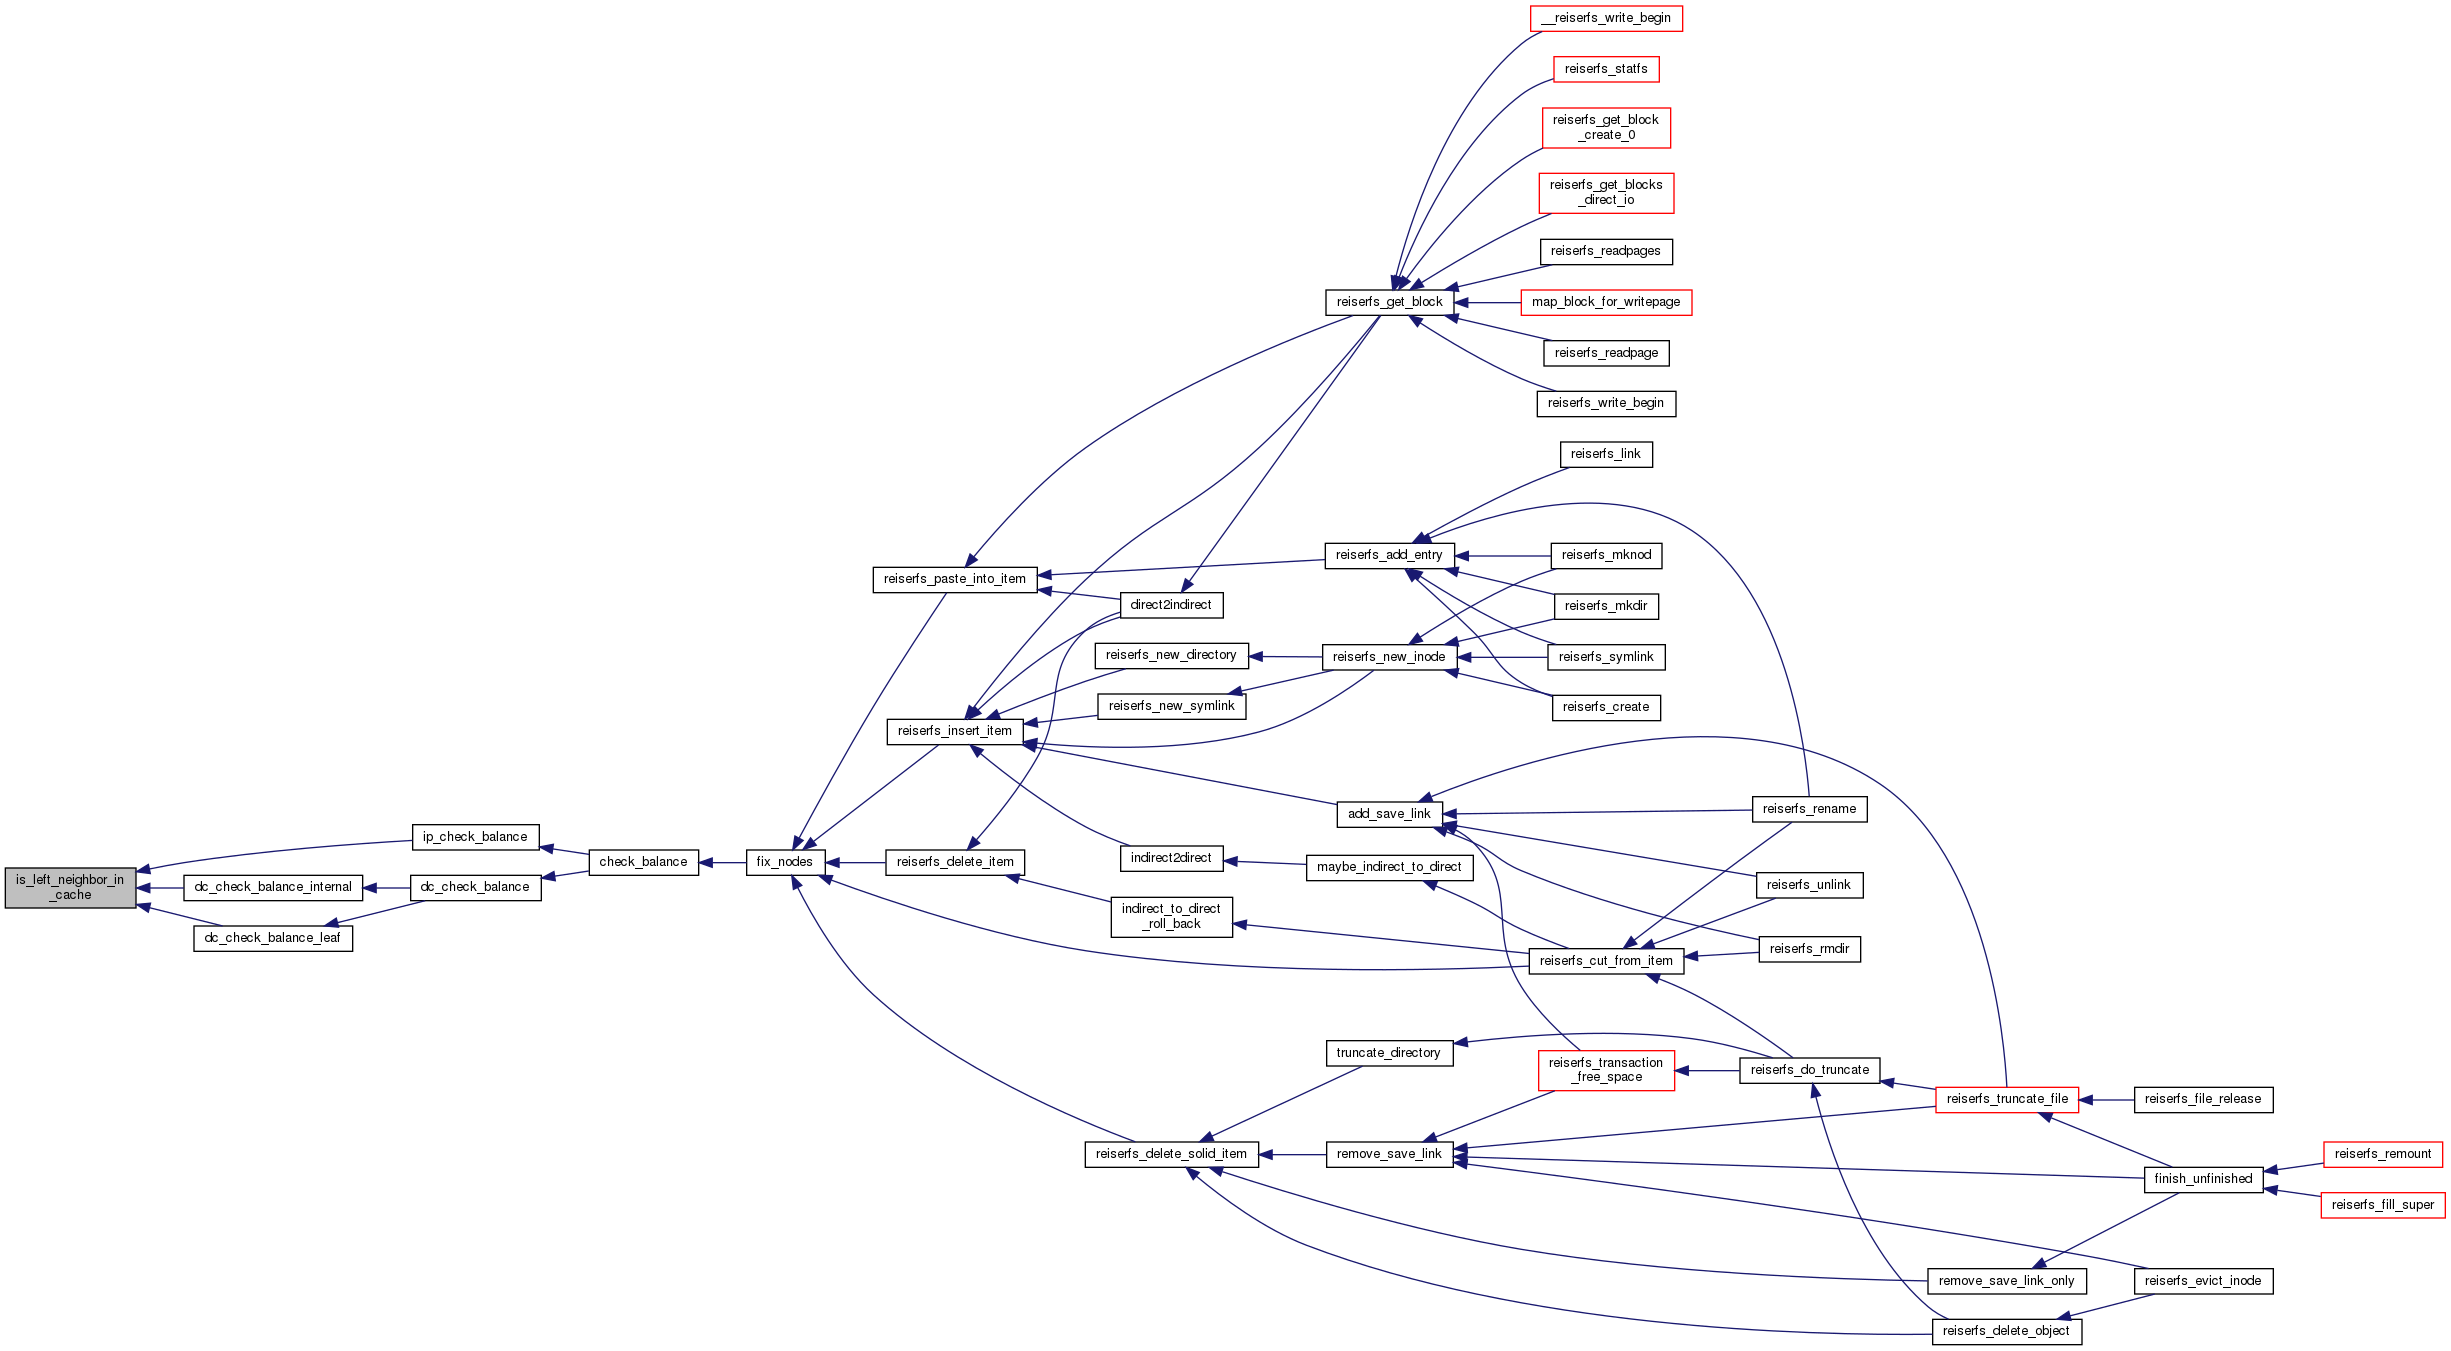 is_left_neighbor_in
_cache
ip_check_balance
dc_check_balance_internal
dc_check_balance_leaf
dc_check_balance
check_balance
fix_nodes
reiserfs_paste_into_item
reiserfs_insert_item
reiserfs_delete_item
reiserfs_delete_solid_item
direct2indirect
reiserfs_new_directory
reiserfs_new_symlink
indirect2direct
indirect_to_direct
_roll_back
reiserfs_get_block
reiserfs_add_entry
reiserfs_new_inode
add_save_link
maybe_indirect_to_direct
truncate_directory
remove_save_link
__reiserfs_write_begin
reiserfs_statfs
reiserfs_get_block
_create_0
reiserfs_get_blocks
_direct_io
reiserfs_readpages
map_block_for_writepage
reiserfs_readpage
reiserfs_write_begin
reiserfs_link
reiserfs_mknod
reiserfs_mkdir
reiserfs_symlink
reiserfs_create
reiserfs_cut_from_item
reiserfs_transaction
_free_space
reiserfs_rename
reiserfs_unlink
reiserfs_rmdir
reiserfs_do_truncate
reiserfs_truncate_file
remove_save_link_only
reiserfs_delete_object
reiserfs_file_release
finish_unfinished
reiserfs_evict_inode
reiserfs_remount
reiserfs_fill_super